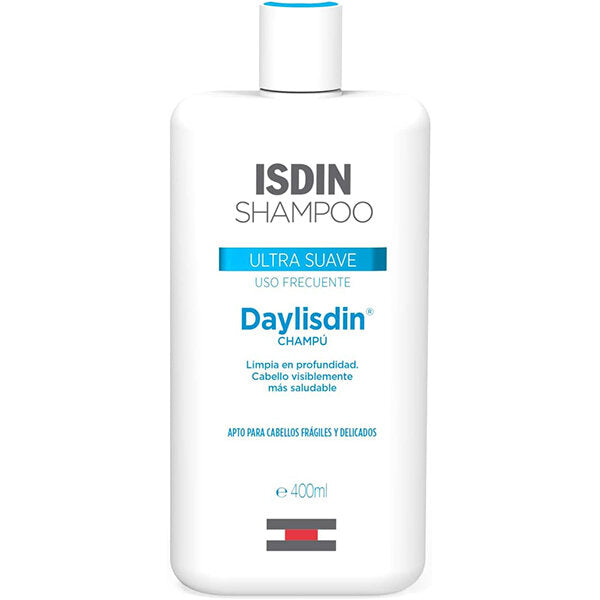 ISDIN
SHAMPOO
ULTRA SUAVE
USO FRECUENTE
Daylisdin®
CHAMPÚ
Limpia en profundidad.
Cabello visiblemente
más saludable
APTO PARA CABELLOS FRÁGILES Y DELICADOS
℮400ml